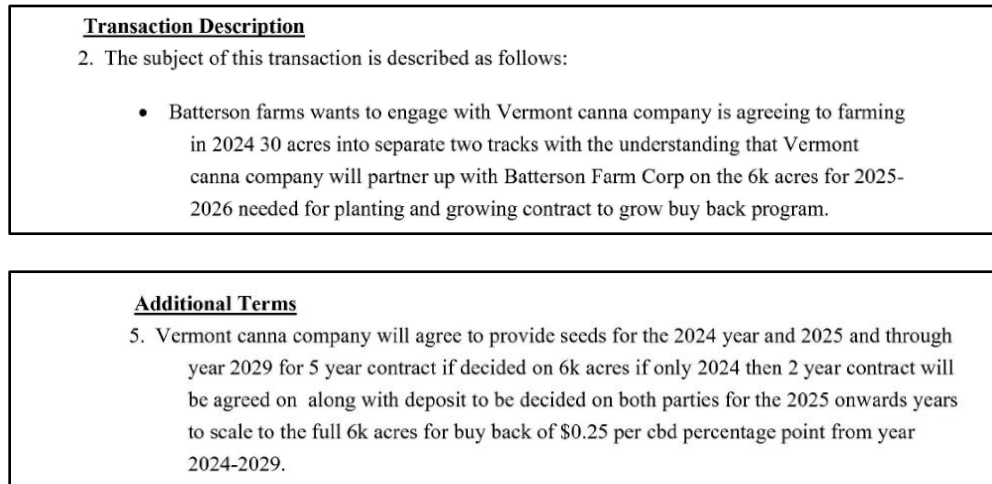 Transaction Description
2. The subject of this transaction is described as follows:
• Batterson farms wants to engage with Vermont canna company is agreeing to farming
in 2024 30 acres into separate two tracks with the understanding that Vermont
canna company will partner up with Batterson Farm Corp on the 6k acres for 2025-
2026 needed for planting and growing contract to grow buy back program.
Additional Terms
5. Vermont canna company will agree to provide seeds for the 2024 year and 2025 and through
year 2029 for 5 year contract if decided on 6k acres if only 2024 then 2 year contract will
be agreed on along with deposit to be decided on both parties for the 2025 onwards years
to scale to the full 6k acres for buy back of $0.25 per cbd percentage point from year
2024-2029.